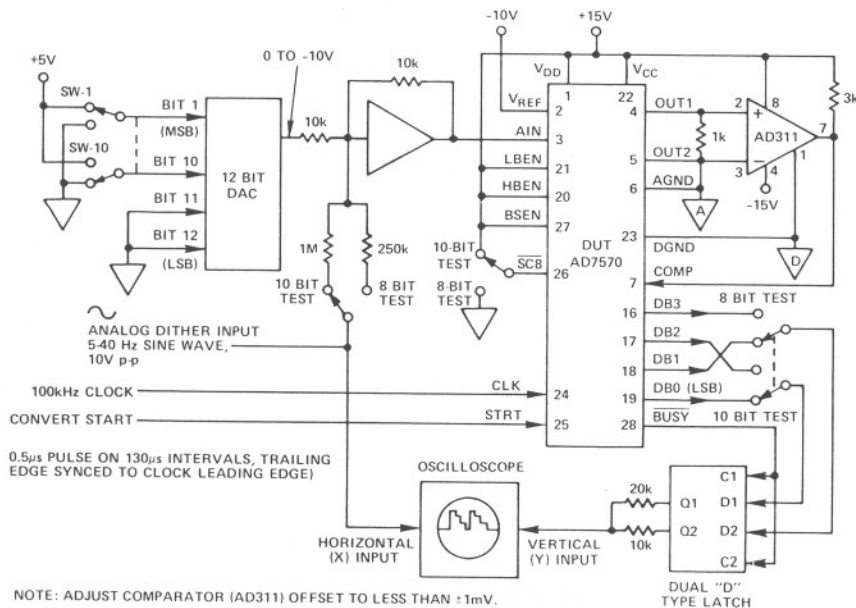 -10V
+15V
0 TO -10V
+5V
10k
3k
SW-1
BIT 1
(MSB)
SW-10
BIT 10
BIT 11
BIT 12
(LSB)
12 BIT
DAC
10k
VDD
VCC
VREF
AIN
LBEN
HBEN
BSEN
SC8
1
22
2
3
21
20
27
26
4
5
6
23
7
16
17
18
19
28
24
25
OUT1
OUT2
AGND
DGND
COMP
DB3
DB2
DB1
DB0 (LSB)
BUSY
1k
2
+
8
AD311
7
3
−
4
1
-15V
A
D
DUT
AD7570
1M
250k
10 BIT
TEST
8 BIT TEST
10-BIT
TEST
8-BIT
TEST
8 BIT TEST
10 BIT TEST
ANALOG DITHER INPUT
5-40 Hz SINE WAVE,
10V p-p
100kHz CLOCK
CLK
CONVERT START
STRT
0.5μs PULSE ON 130μs INTERVALS, TRAILING
EDGE SYNCED TO CLOCK LEADING EDGE)
OSCILLOSCOPE
HORIZONTAL
(X) INPUT
VERTICAL
(Y) INPUT
20k
10k
Q1
Q2
C1
D1
D2
C2
DUAL "D"
TYPE LATCH
NOTE: ADJUST COMPARATOR (AD311) OFFSET TO LESS THAN ±1mV.